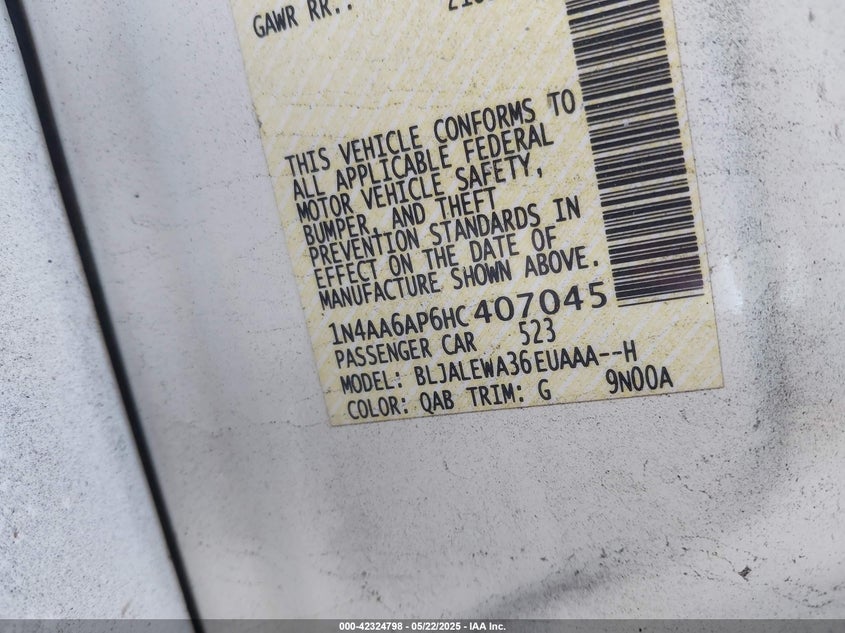 GAWR RR.:
THIS VEHICLE CONFORMS TO
ALL APPLICABLE FEDERAL
MOTOR VEHICLE SAFETY,
BUMPER, AND THEFT
PREVENTION STANDARDS IN
EFFECT ON THE DATE OF
MANUFACTURE SHOWN ABOVE.
1N4AA6AP6HC407045
PASSENGER CAR 523
MODEL: BLJALEWA36EUAAA--H
COLOR: QAB TRIM: G 9N00A
000-42324798 - 05/22/2025 - IAA Inc.